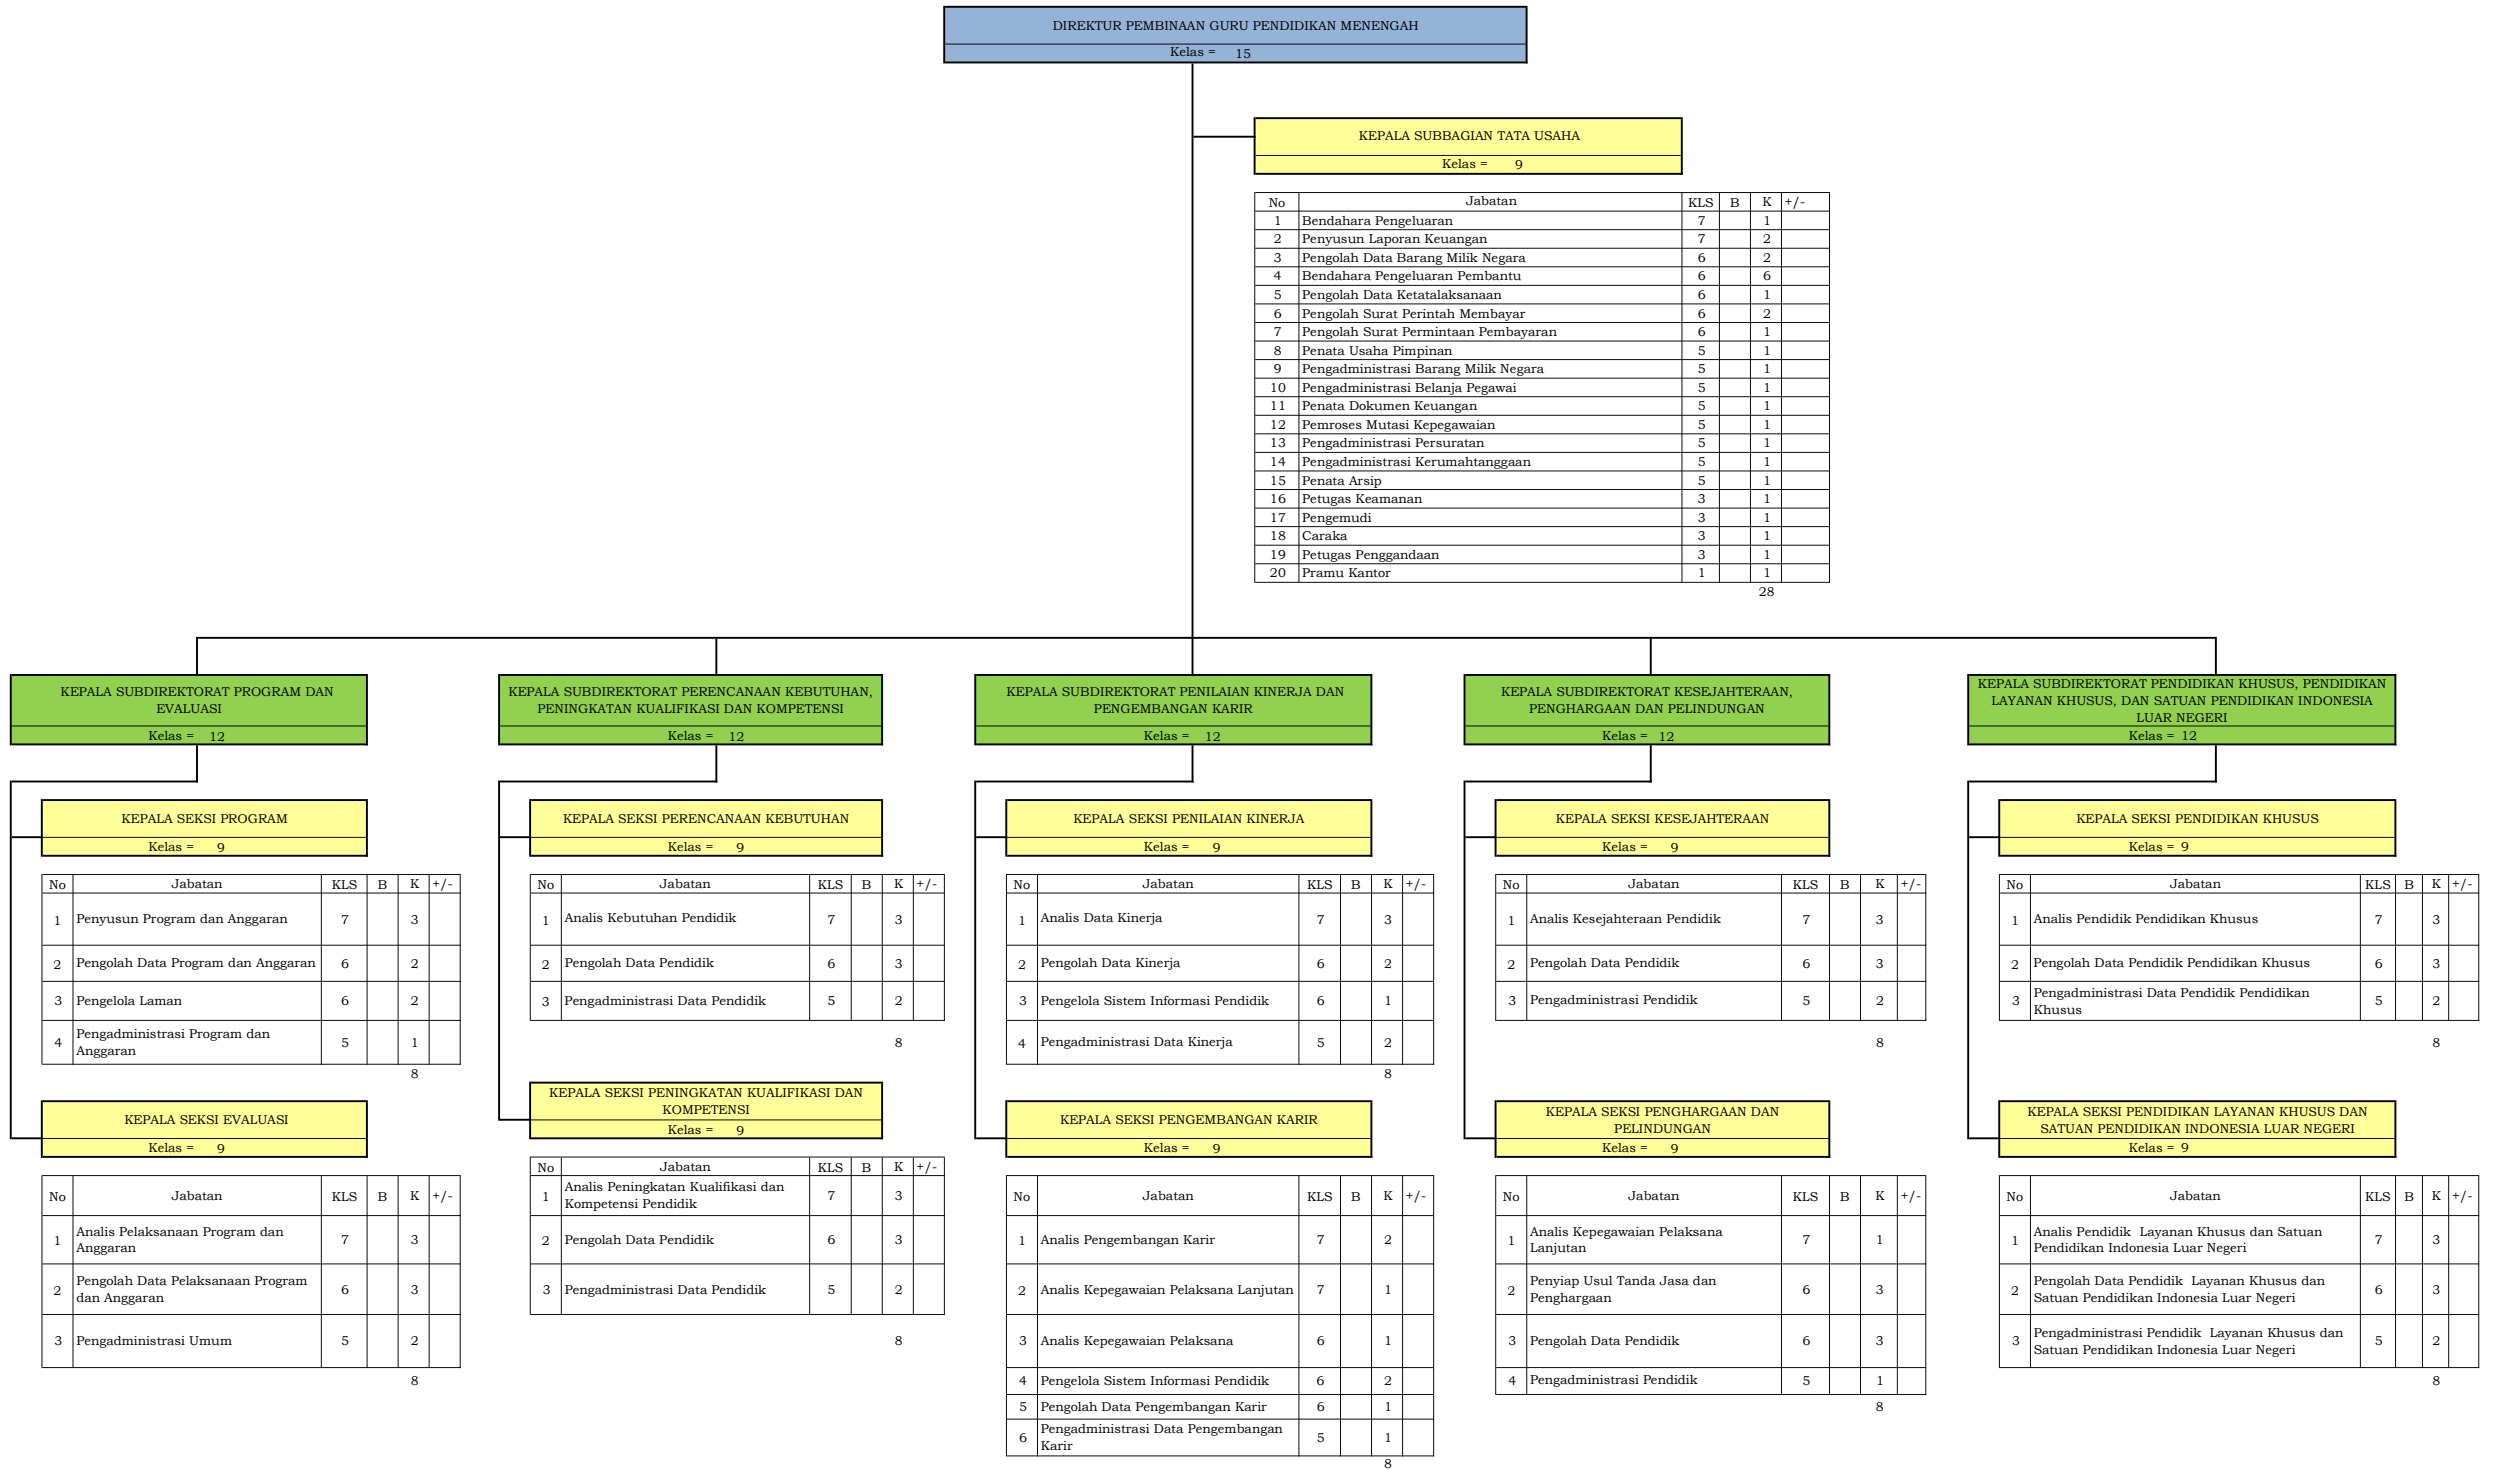 DIREKTUR PEMBINAAN GURU PENDIDIKAN MENENGAH
Kelas = 15
KEPALA SUBBAGIAN TATA USAHA
Kelas = 9
No Jabatan KLS B K +/-
1 Bendahara Pengeluaran 7 1
2 Penyusun Laporan Keuangan 7 2
3 Pengolah Data Barang Milik Negara 6 2
4 Bendahara Pengeluaran Pembantu 6 6
5 Pengolah Data Ketatalaksanaan 6 1
6 Pengolah Surat Perintah Membayar 6 2
7 Pengolah Surat Permintaan Pembayaran 6 1
8 Penata Usaha Pimpinan 5 1
9 Pengadministrasi Barang Milik Negara 5 1
10 Pengadministrasi Belanja Pegawai 5 1
11 Penata Dokumen Keuangan 5 1
12 Pemroses Mutasi Kepegawaian 5 1
13 Pengadministrasi Persuratan 5 1
14 Pengadministrasi Kerumahtanggaan 5 1
15 Penata Arsip 5 1
16 Petugas Keamanan 3 1
17 Pengemudi 3 1
18 Caraka 3 1
19 Petugas Penggandaan 3 1
20 Pramu Kantor 1 1
28
KEPALA SUBDIREKTORAT PROGRAM DAN
EVALUASI
Kelas = 12
KEPALA SEKSI PROGRAM
Kelas = 9
No Jabatan KLS B K +/-
1 Penyusun Program dan Anggaran 7 3
2 Pengolah Data Program dan Anggaran 6 2
3 Pengelola Laman 6 2
4 Pengadministrasi Program dan
Anggaran 5 1
8
KEPALA SEKSI EVALUASI
Kelas = 9
No Jabatan KLS B K +/-
1 Analis Pelaksanaan Program dan
Anggaran 7 3
2 Pengolah Data Pelaksanaan Program
dan Anggaran 6 3
3 Pengadministrasi Umum 5 2
8
KEPALA SUBDIREKTORAT PERENCANAAN KEBUTUHAN,
PENINGKATAN KUALIFIKASI DAN KOMPETENSI
Kelas = 12
KEPALA SEKSI PERENCANAAN KEBUTUHAN
Kelas = 9
No Jabatan KLS B K +/-
1 Analis Kebutuhan Pendidik 7 3
2 Pengolah Data Pendidik 6 3
3 Pengadministrasi Data Pendidik 5 2
8
KEPALA SEKSI PENINGKATAN KUALIFIKASI DAN
KOMPETENSI
Kelas = 9
No Jabatan KLS B K +/-
1 Analis Peningkatan Kualifikasi dan
Kompetensi Pendidik 7 3
2 Pengolah Data Pendidik 6 3
3 Pengadministrasi Data Pendidik 5 2
8
KEPALA SUBDIREKTORAT PENILAIAN KINERJA DAN
PENGEMBANGAN KARIR
Kelas = 12
KEPALA SEKSI PENILAIAN KINERJA
Kelas = 9
No Jabatan KLS B K +/-
1 Analis Data Kinerja 7 3
2 Pengolah Data Kinerja 6 2
3 Pengelola Sistem Informasi Pendidik 6 1
4 Pengadministrasi Data Kinerja 5 2
8
KEPALA SEKSI PENGEMBANGAN KARIR
Kelas = 9
No Jabatan KLS B K +/-
1 Analis Pengembangan Karir 7 2
2 Analis Kepegawaian Pelaksana Lanjutan 7 1
3 Analis Kepegawaian Pelaksana 6 1
4 Pengelola Sistem Informasi Pendidik 6 2
5 Pengolah Data Pengembangan Karir 6 1
6 Pengadministrasi Data Pengembangan
Karir 5 1
8
KEPALA SUBDIREKTORAT KESEJAHTERAAN,
PENGHARGAAN DAN PELINDUNGAN
Kelas = 12
KEPALA SEKSI KESEJAHTERAAN
Kelas = 9
No Jabatan KLS B K +/-
1 Analis Kesejahteraan Pendidik 7 3
2 Pengolah Data Pendidik 6 3
3 Pengadministrasi Pendidik 5 2
8
KEPALA SEKSI PENGHARGAAN DAN
PELINDUNGAN
Kelas = 9
No Jabatan KLS B K +/-
1 Analis Kepegawaian Pelaksana
Lanjutan 7 1
2 Penyiap Usul Tanda Jasa dan
Penghargaan 6 3
3 Pengolah Data Pendidik 6 3
4 Pengadministrasi Pendidik 5 1
8
KEPALA SUBDIREKTORAT PENDIDIKAN KHUSUS, PENDIDIKAN
LAYANAN KHUSUS, DAN SATUAN PENDIDIKAN INDONESIA
LUAR NEGERI
Kelas = 12
KEPALA SEKSI PENDIDIKAN KHUSUS
Kelas = 9
No Jabatan KLS B K +/-
1 Analis Pendidik Pendidikan Khusus 7 3
2 Pengolah Data Pendidik Pendidikan Khusus 6 3
3 Pengadministrasi Data Pendidik Pendidikan
Khusus 5 2
8
KEPALA SEKSI PENDIDIKAN LAYANAN KHUSUS DAN
SATUAN PENDIDIKAN INDONESIA LUAR NEGERI
Kelas = 9
No Jabatan KLS B K +/-
1 Analis Pendidik Layanan Khusus dan Satuan
Pendidikan Indonesia Luar Negeri 7 3
2 Pengolah Data Pendidik Layanan Khusus dan
Satuan Pendidikan Indonesia Luar Negeri 6 3
3 Pengadministrasi Pendidik Layanan Khusus dan
Satuan Pendidikan Indonesia Luar Negeri 5 2
8